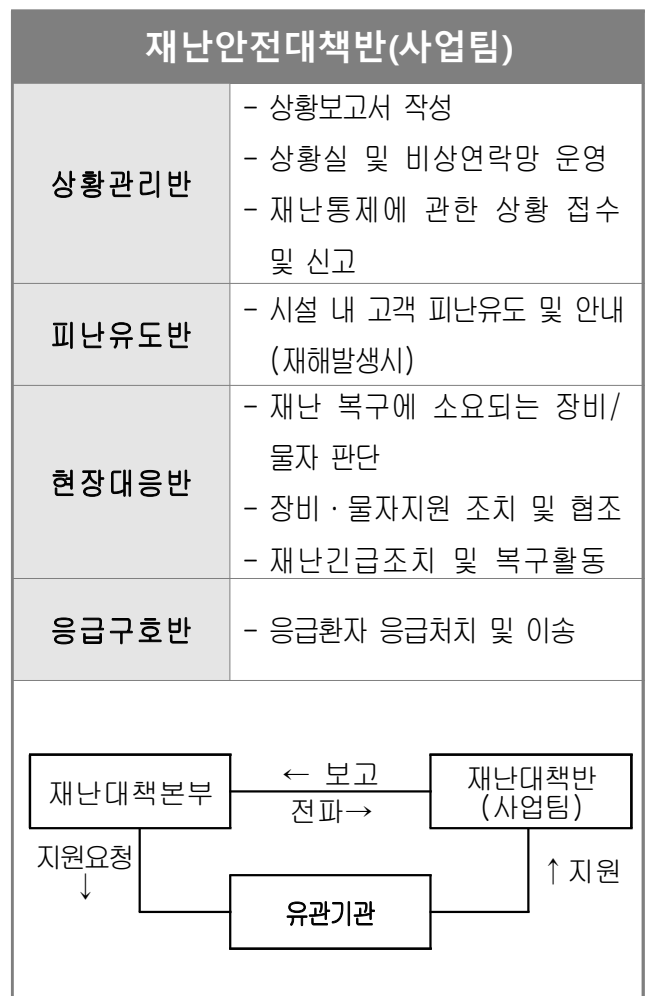 재난안전대책반(사업팀)
상황관리반
- 상황보고서 작성
- 상황실 및 비상연락망 운영
- 재난통제에 관한 상황 접수
및 신고
피난유도반
- 시설 내 고객 피난유도 및 안내
(재해발생시)
현장대응반
- 재난 복구에 소요되는 장비/
물자 판단
- 장비·물자지원 조치 및 협조
- 재난긴급조치 및 복구활동
응급구호반
- 응급환자 응급처치 및 이송
재난대책본부
← 보고
전파→
재난대책반
(사업팀)
지원요청
↓
↑지원
유관기관